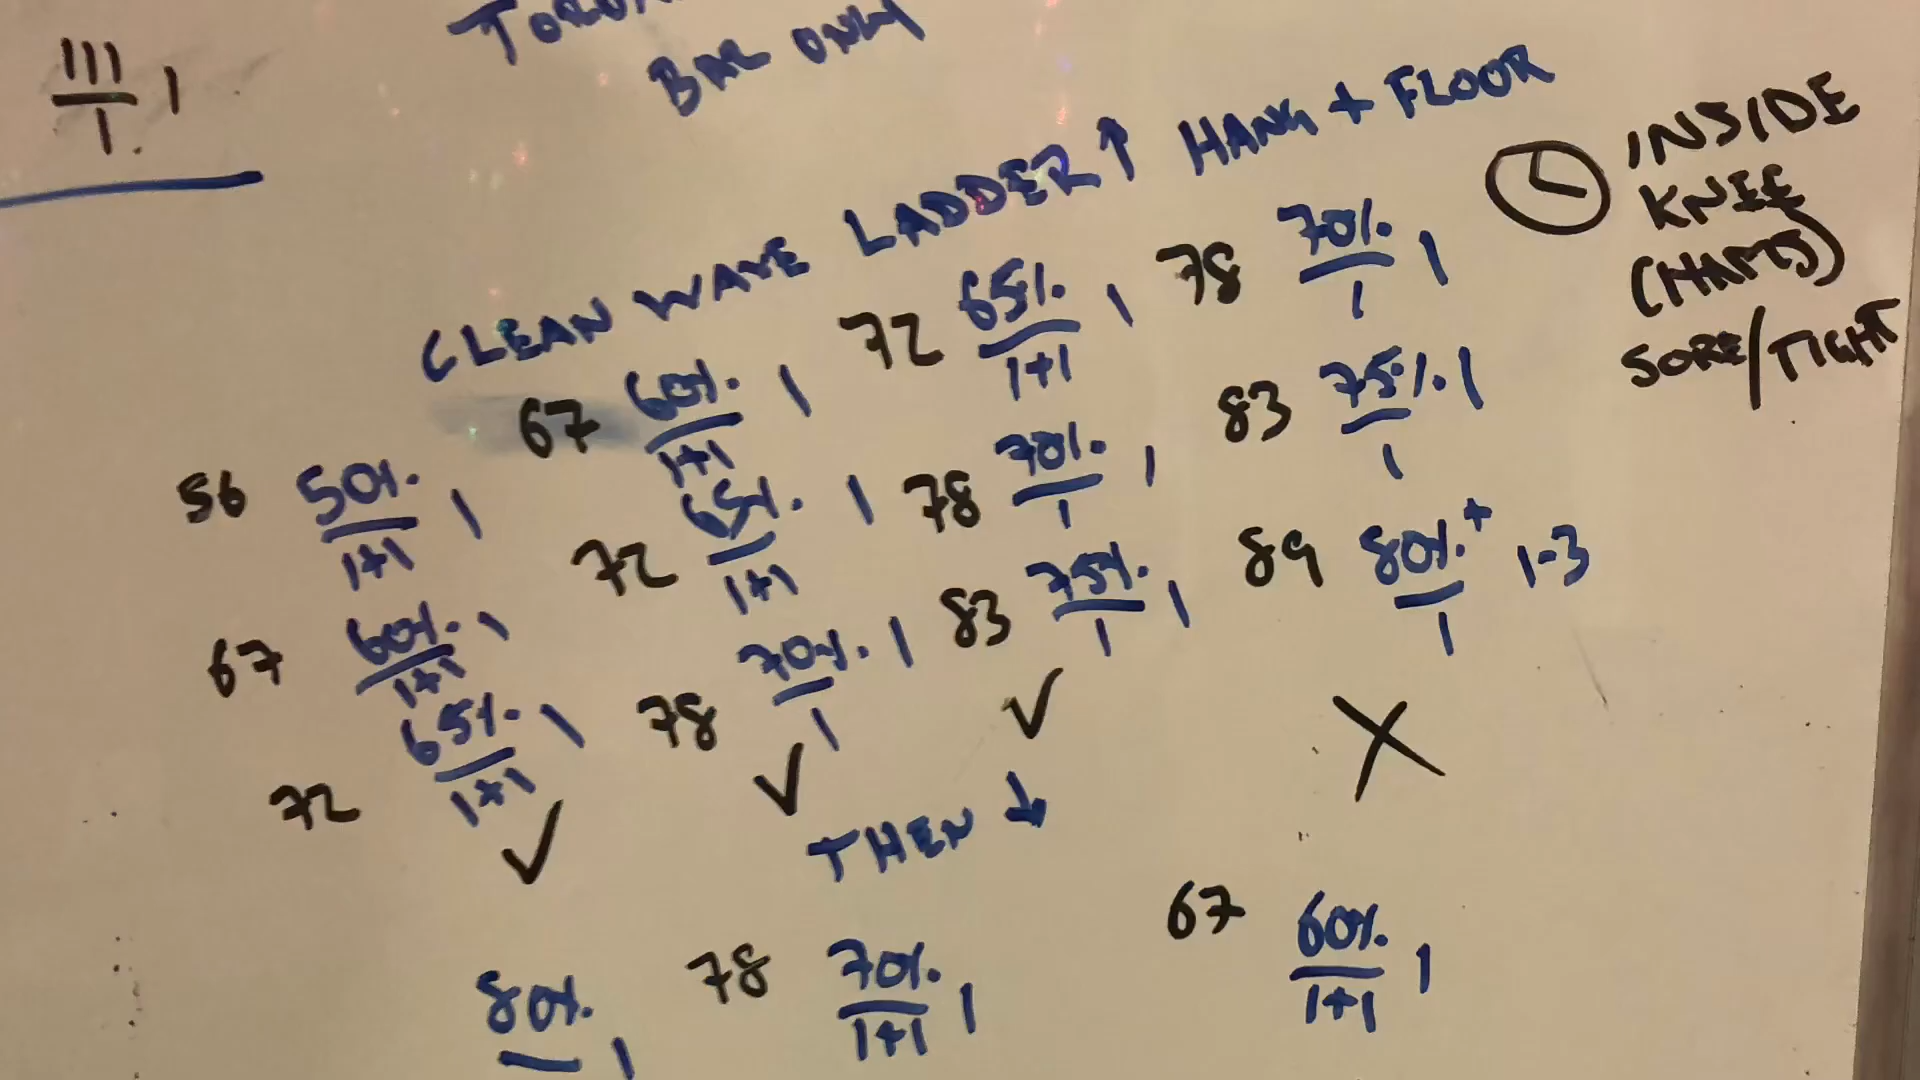 111 1
1.
BAR ONLY
CLEAN WAVE LADDER ↑ HANG + FLOOR
INSIDE
KNEE
(HAMS)
SORE/TIGHT
56 50%. 1 67 60%. 1 72 65%. 1 78 70%. 1
1+1 1+1 1+1 1
67 60%. 1 72 65%. 1 78 70%. 1 83 75%. 1
1+1 1+1 1 1
72 65%. 1 78 70%. 1 83 75%. 1 89 80%.+ 1-3
1+1 1 1 1
✓ ✓ ✓ X
THEN ↓
80%. 1 78 70%. 1 67 60%. 1
1+1 1+1